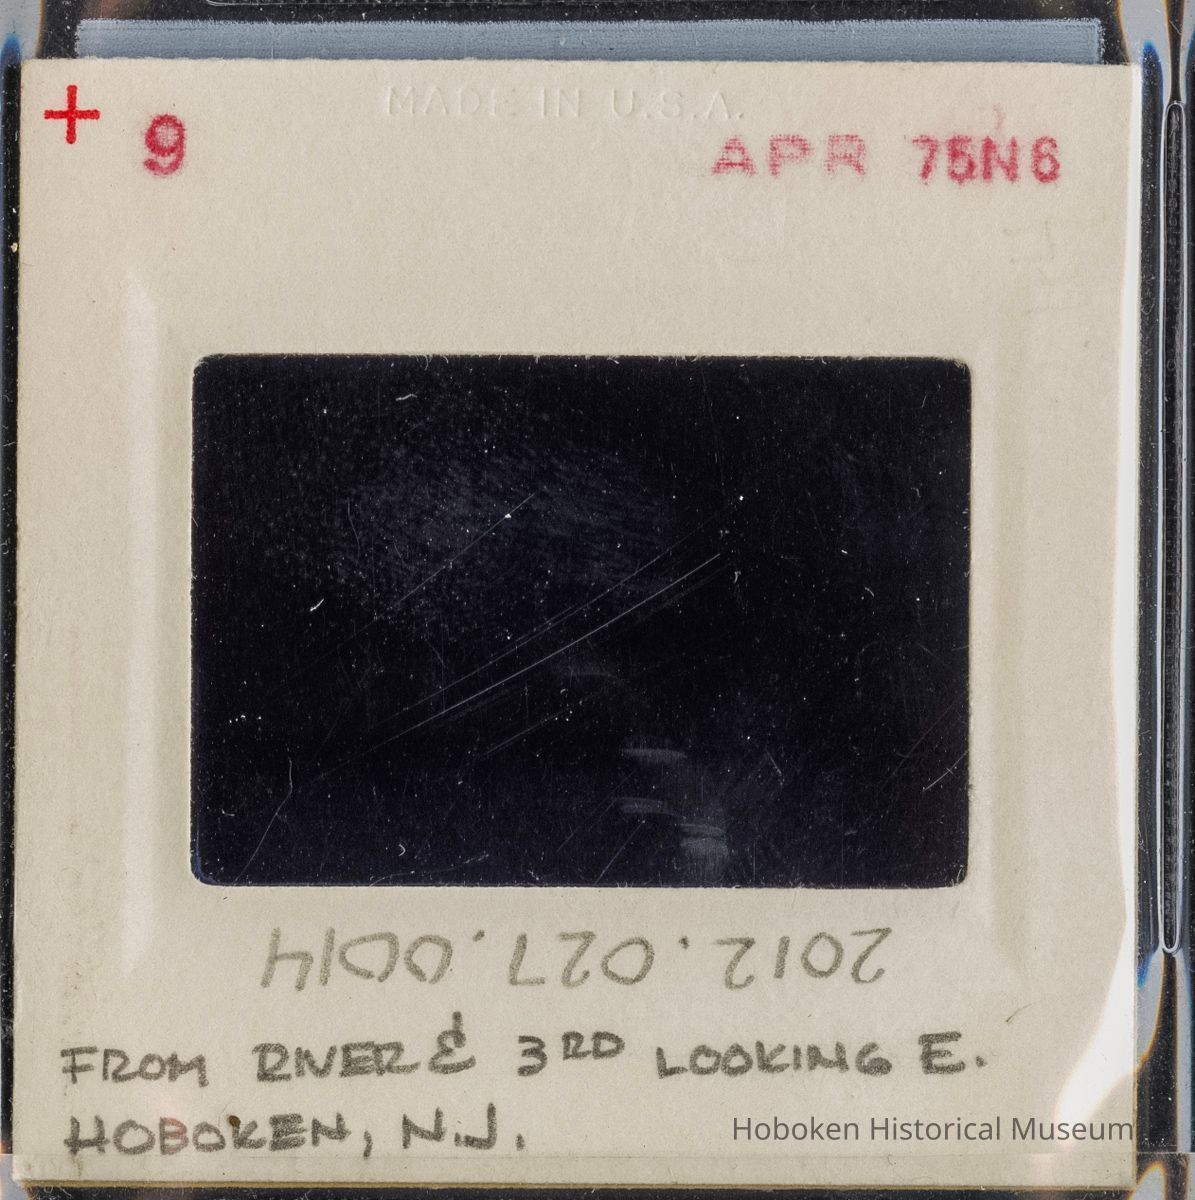 MADE IN U.S.A.
+ 9 APR 75N6
2012.027.0014
FROM RIVER & 3RD LOOKING E.
HOBOKEN, N.J.
Hoboken Historical Museum